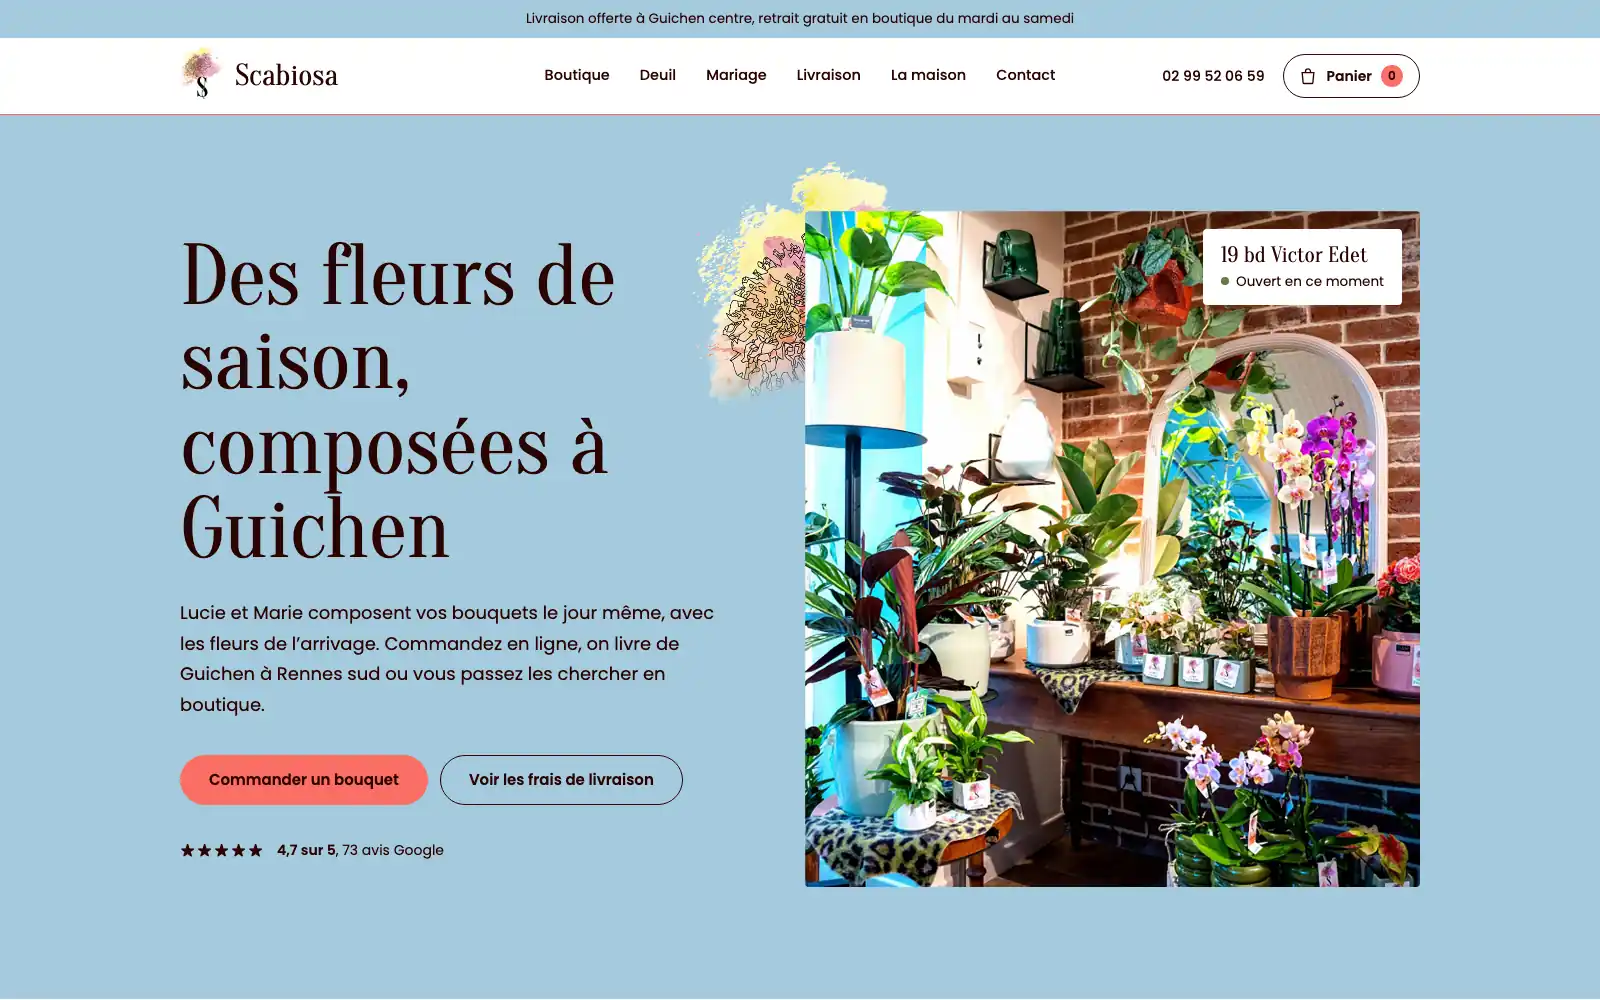 Livraison offerte à Guichen centre, retrait gratuit en boutique du mardi au samedi
Scabiosa
Boutique
Deuil
Mariage
Livraison
La maison
Contact
02 99 52 06 59
Panier
0
19 bd Victor Edet
Ouvert en ce moment
Des fleurs de
saison,
composées à
Guichen
Lucie et Marie composent vos bouquets le jour même, avec
les fleurs de l’arrivage. Commandez en ligne, on livre de
Guichen à Rennes sud ou vous passez les chercher en
boutique.
Commander un bouquet
Voir les frais de livraison
4,7 sur 5, 73 avis Google